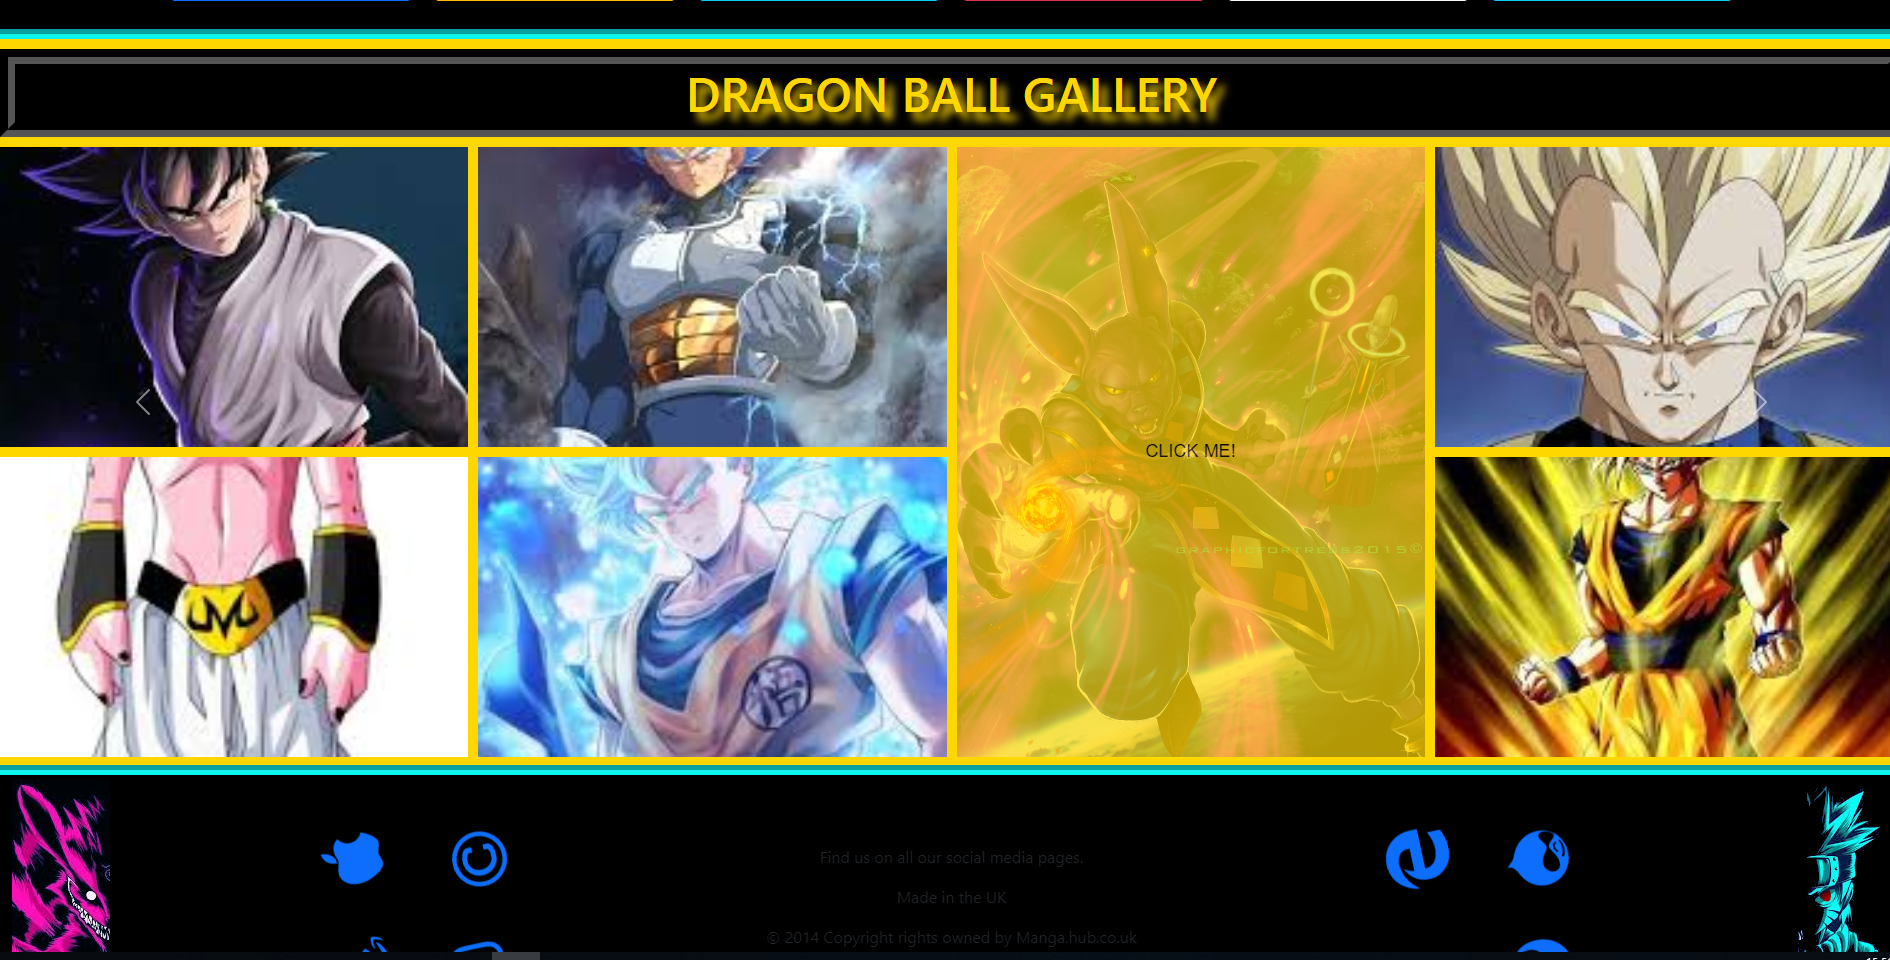 DRAGON BALL GALLERY
CLICK ME!
GRAPHICFORTRESS2015©
Find us on all our social media pages.
Made in the UK
© 2014 Copyright rights owned by Manga.hub.co.uk